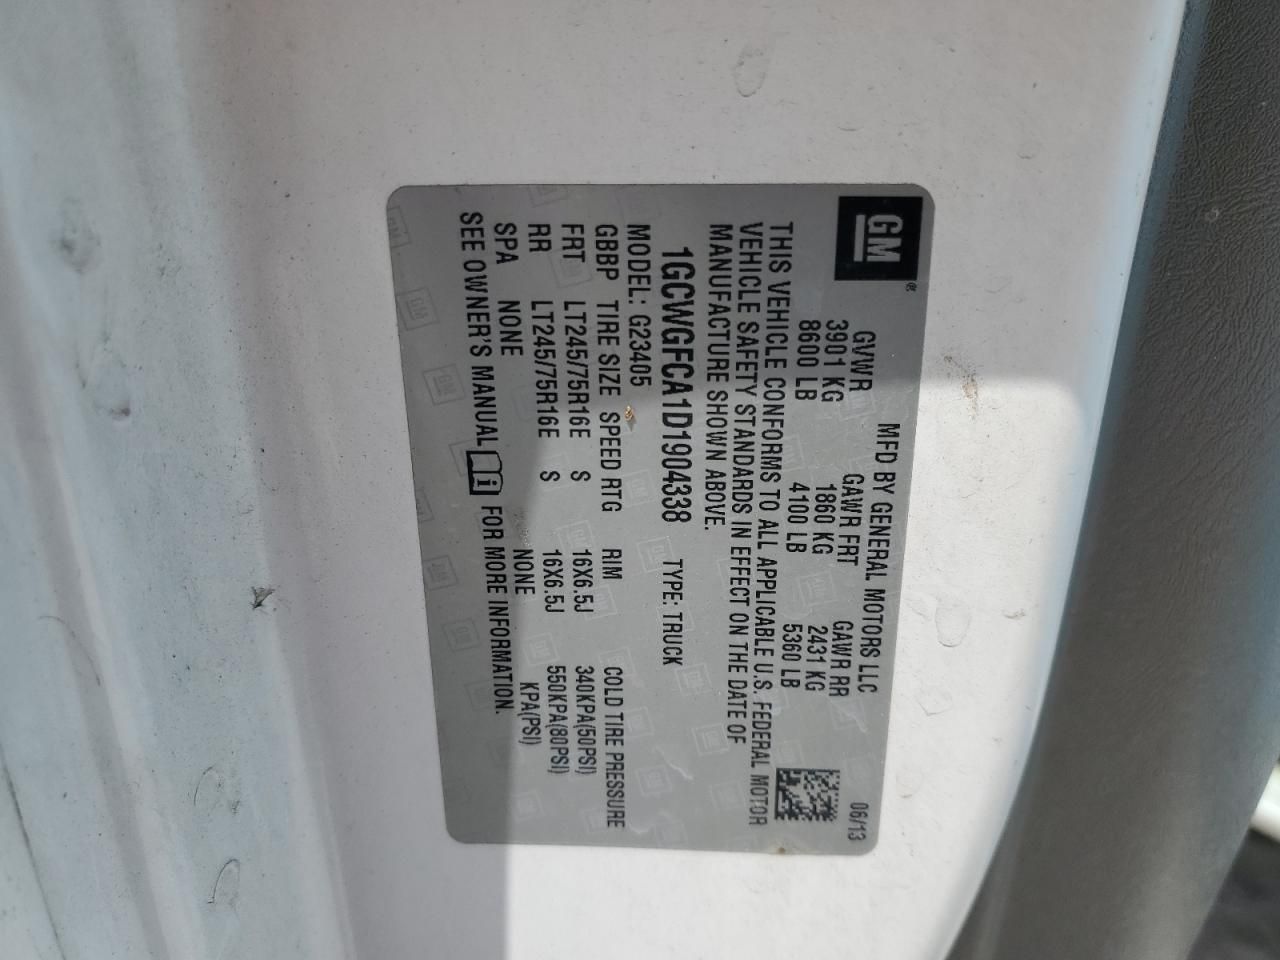 GM®
MFD BY GENERAL MOTORS LLC 06/13
GVWR GAWR FRT GAWR RR
3901 KG 1860 KG 2431 KG
8600 LB 4100 LB 5360 LB
THIS VEHICLE CONFORMS TO ALL APPLICABLE U.S. FEDERAL MOTOR
VEHICLE SAFETY STANDARDS IN EFFECT ON THE DATE OF
MANUFACTURE SHOWN ABOVE.
1GCWGFCA1D1904338 TYPE: TRUCK
MODEL: G23405
GBBP TIRE SIZE SPEED RTG RIM COLD TIRE PRESSURE
FRT LT245/75R16E S 16X6.5J 340KPA(50PSI)
RR LT245/75R16E S 16X6.5J 550KPA(80PSI)
SPA NONE NONE KPA(PSI)
SEE OWNER'S MANUAL FOR MORE INFORMATION.